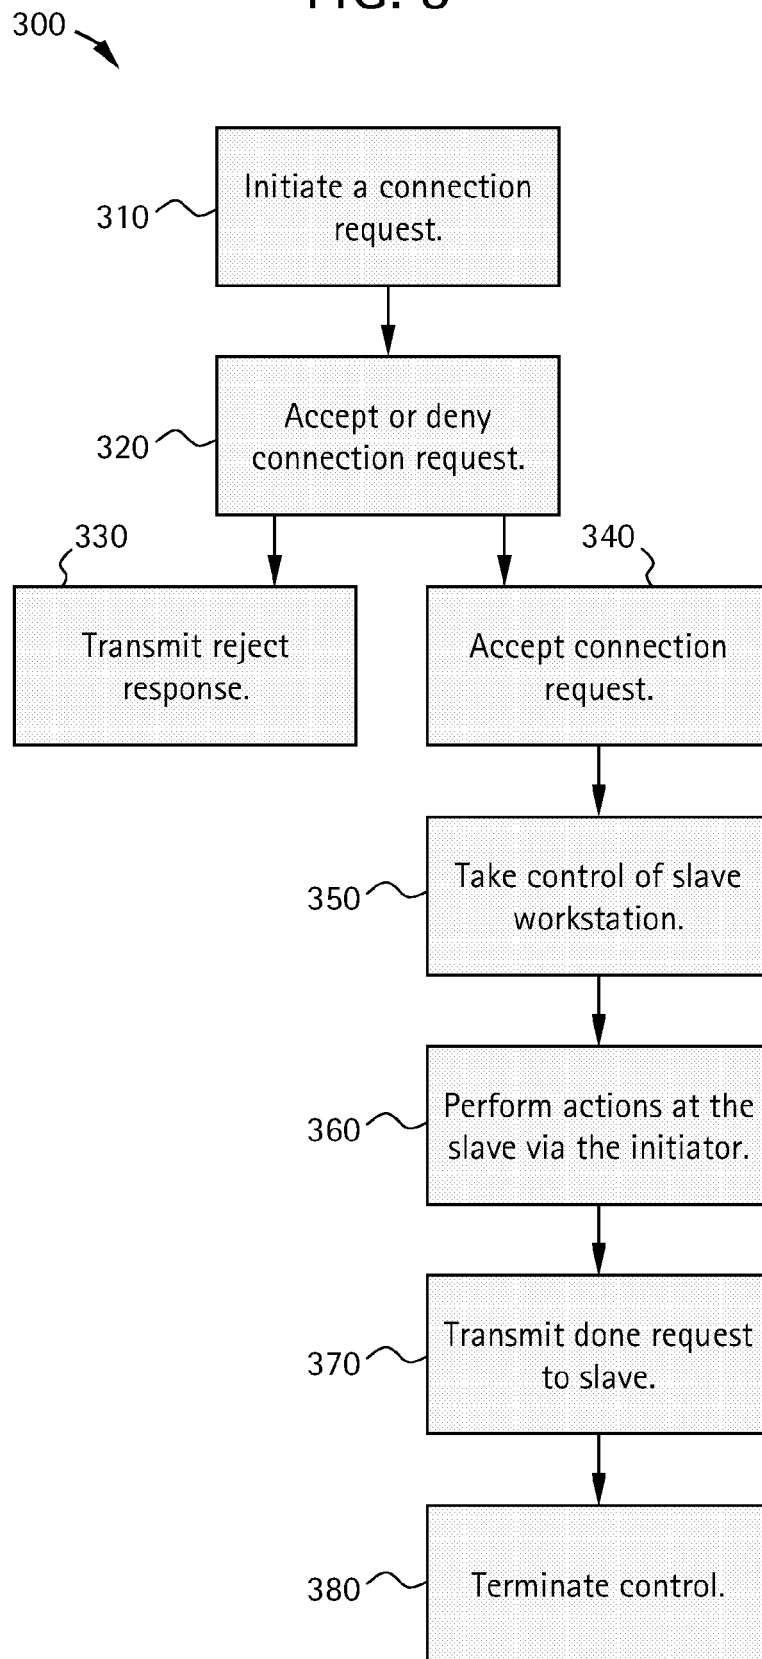 FIG.
300
Initiate a connection
request.
310
Accept or deny
connection request.
320
330
340
Transmit reject
response.
Accept connection
request.
Take control of slave
workstation.
350
Perform actions at the
slave via the initiator.
360
Transmit done request
to slave.
370
Terminate control.
380